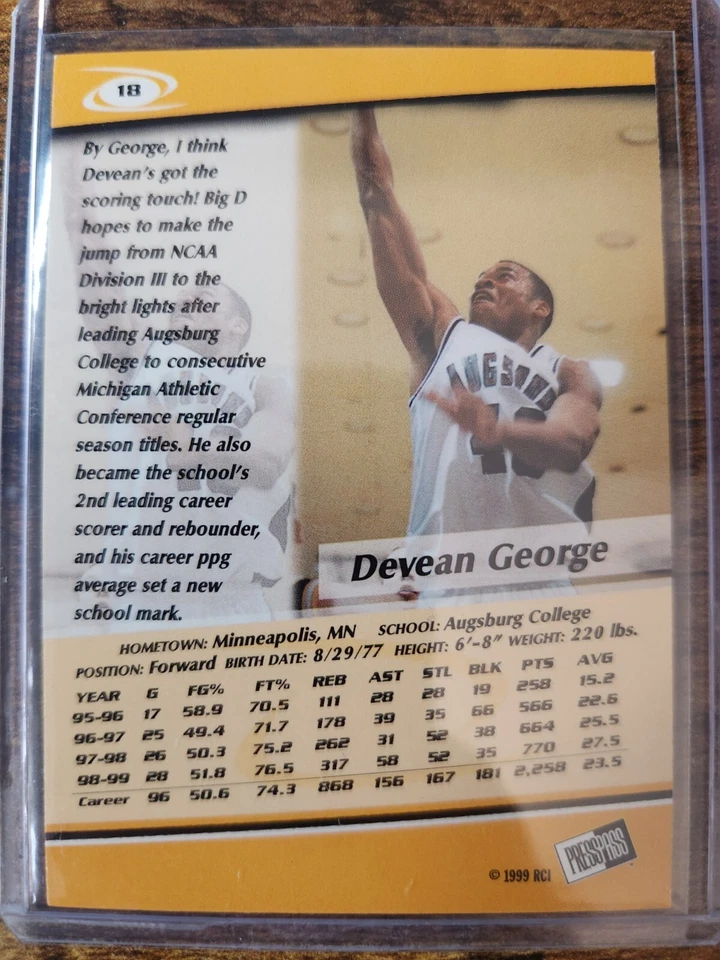 18
By George, I think
Devean's got the
scoring touch! Big D
hopes to make the
jump from NCAA
Division III to the
bright lights after
leading Augsburg
College to consecutive
Michigan Athletic
Conference regular
season titles. He also
became the school's
2nd leading career
scorer and rebounder,
and his career ppg
average set a new
school mark.
AUGSBURG
40
Devean George
HOMETOWN: Minneapolis, MN SCHOOL: Augsburg College
POSITION: Forward BIRTH DATE: 8/29/77 HEIGHT: 6'-8" WEIGHT: 220 lbs.
YEAR G FG% FT% REB AST STL BLK PTS AVG
95-96 17 58.9 70.5 111 28 28 19 258 15.2
96-97 25 49.4 71.7 178 39 35 66 566 22.6
97-98 26 50.3 75.2 262 31 52 38 664 25.5
98-99 28 51.8 76.5 317 58 52 35 770 27.5
Career 96 50.6 74.3 868 156 167 181 2,258 23.5
© 1999 RCI
PRESS PASS